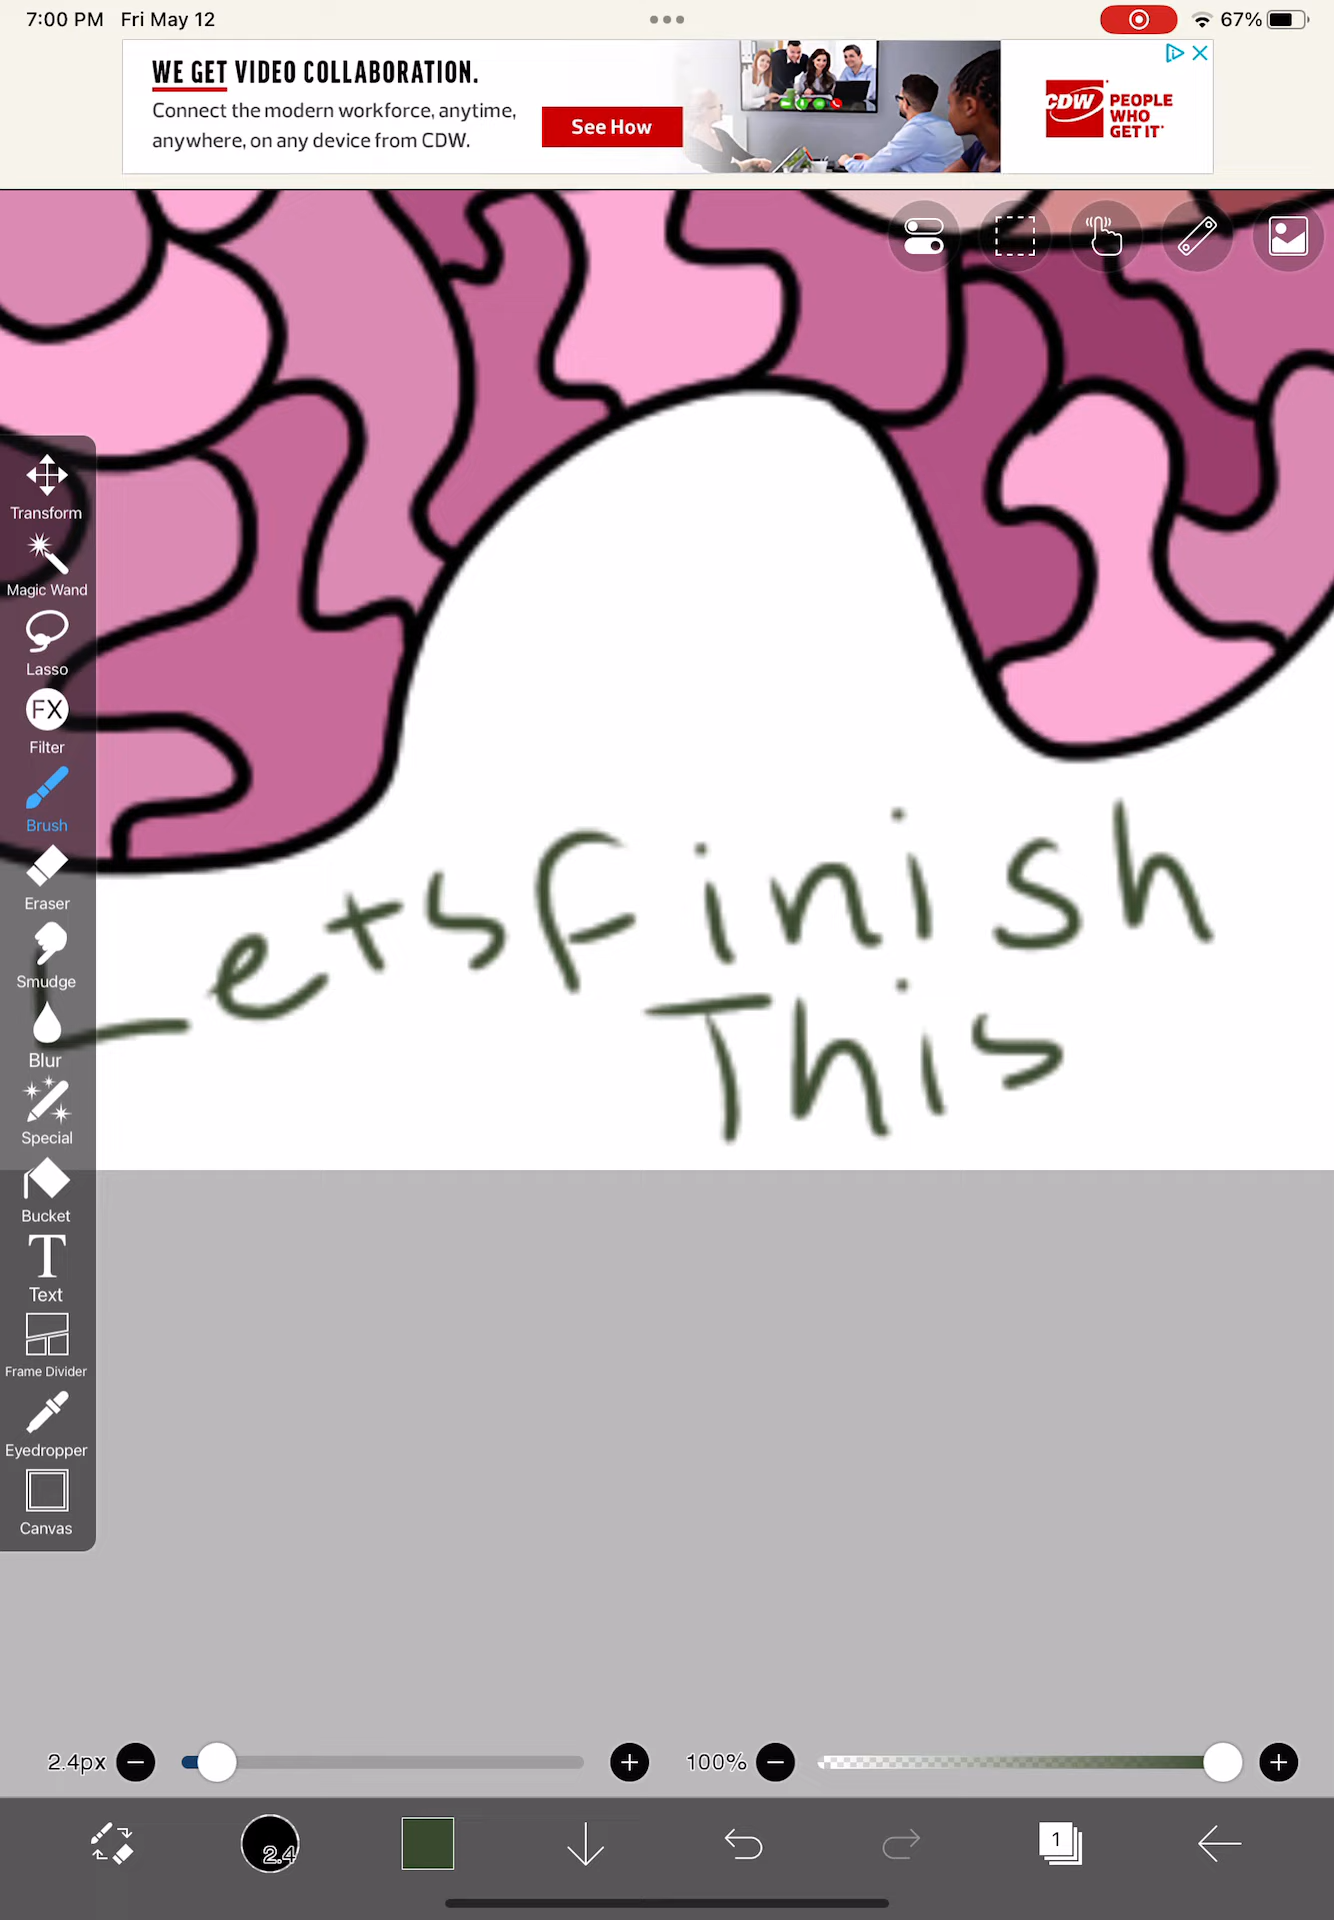 7:00 PM Fri May 12
67%
WE GET VIDEO COLLABORATION.
Connect the modern workforce, anytime,
anywhere, on any device from CDW.
See How
CDW
PEOPLE
WHO
GET IT
Transform
Magic Wand
Lasso
FX
Filter
Brush
Eraser
Smudge
Blur
Special
Bucket
T
Text
Frame Divider
Eyedropper
Canvas
Lets Finish
This
2.4px
100%
2.4
1